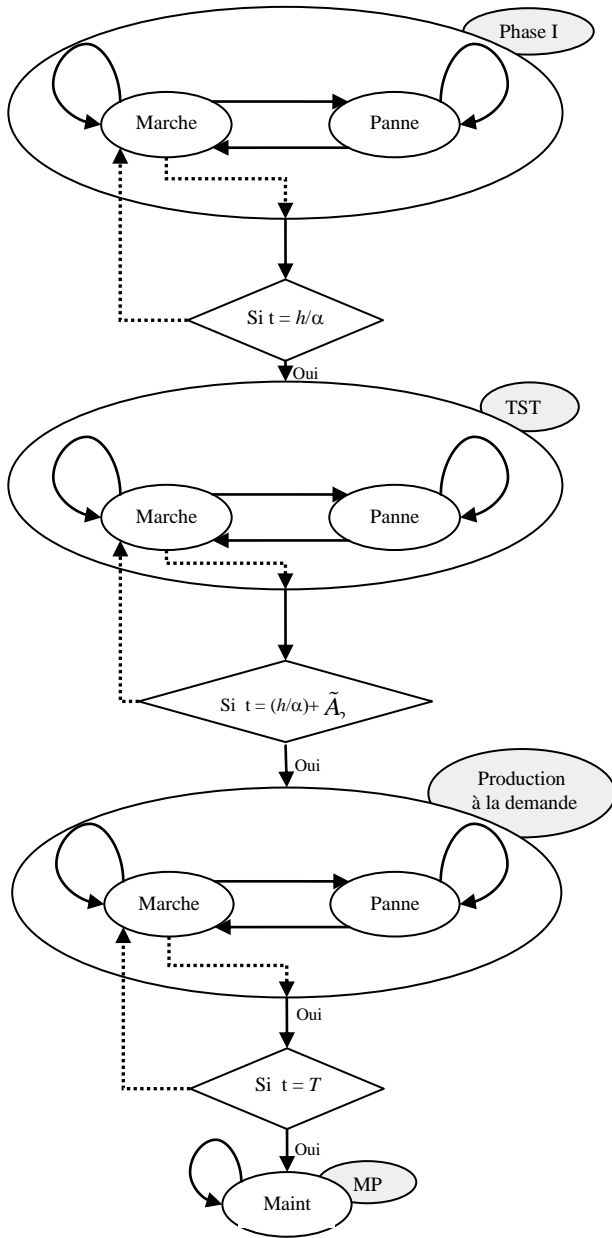 Phase I
Marche
Panne
Si t = h/α
Oui
TST
Marche
Panne
Si t = (h/α)+ Ã,
Oui
Production
à la demande
Marche
Panne
Oui
Si t = T
Oui
MP
Maint